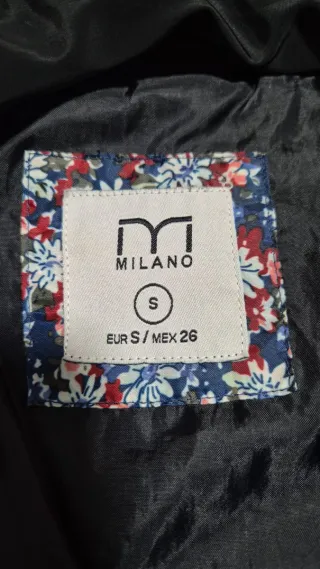 MILANO
S
EUR S / MEX 26